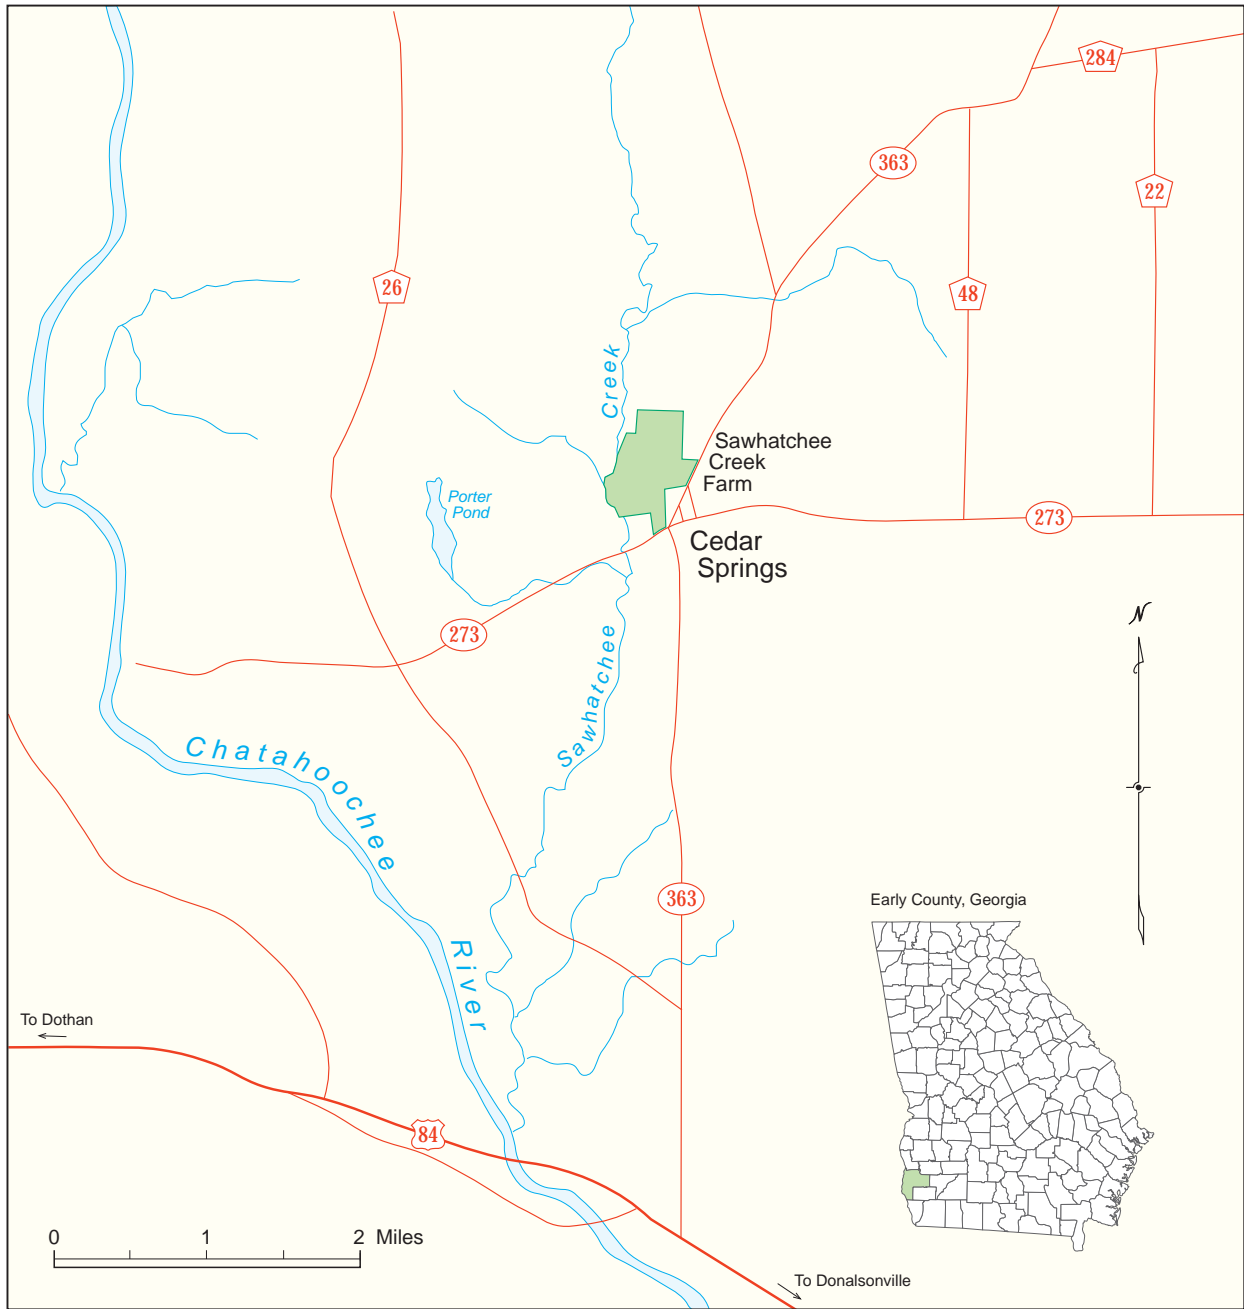 284
363
22
26
48
Creek
Sawhatchee
Creek
Farm
Porter
Pond
273
Cedar
Springs
N
273
Sawhatchee
Chatahoochee
363
Early County, Georgia
River
To Dothan
84
0 1 2 Miles
To Donalsonville